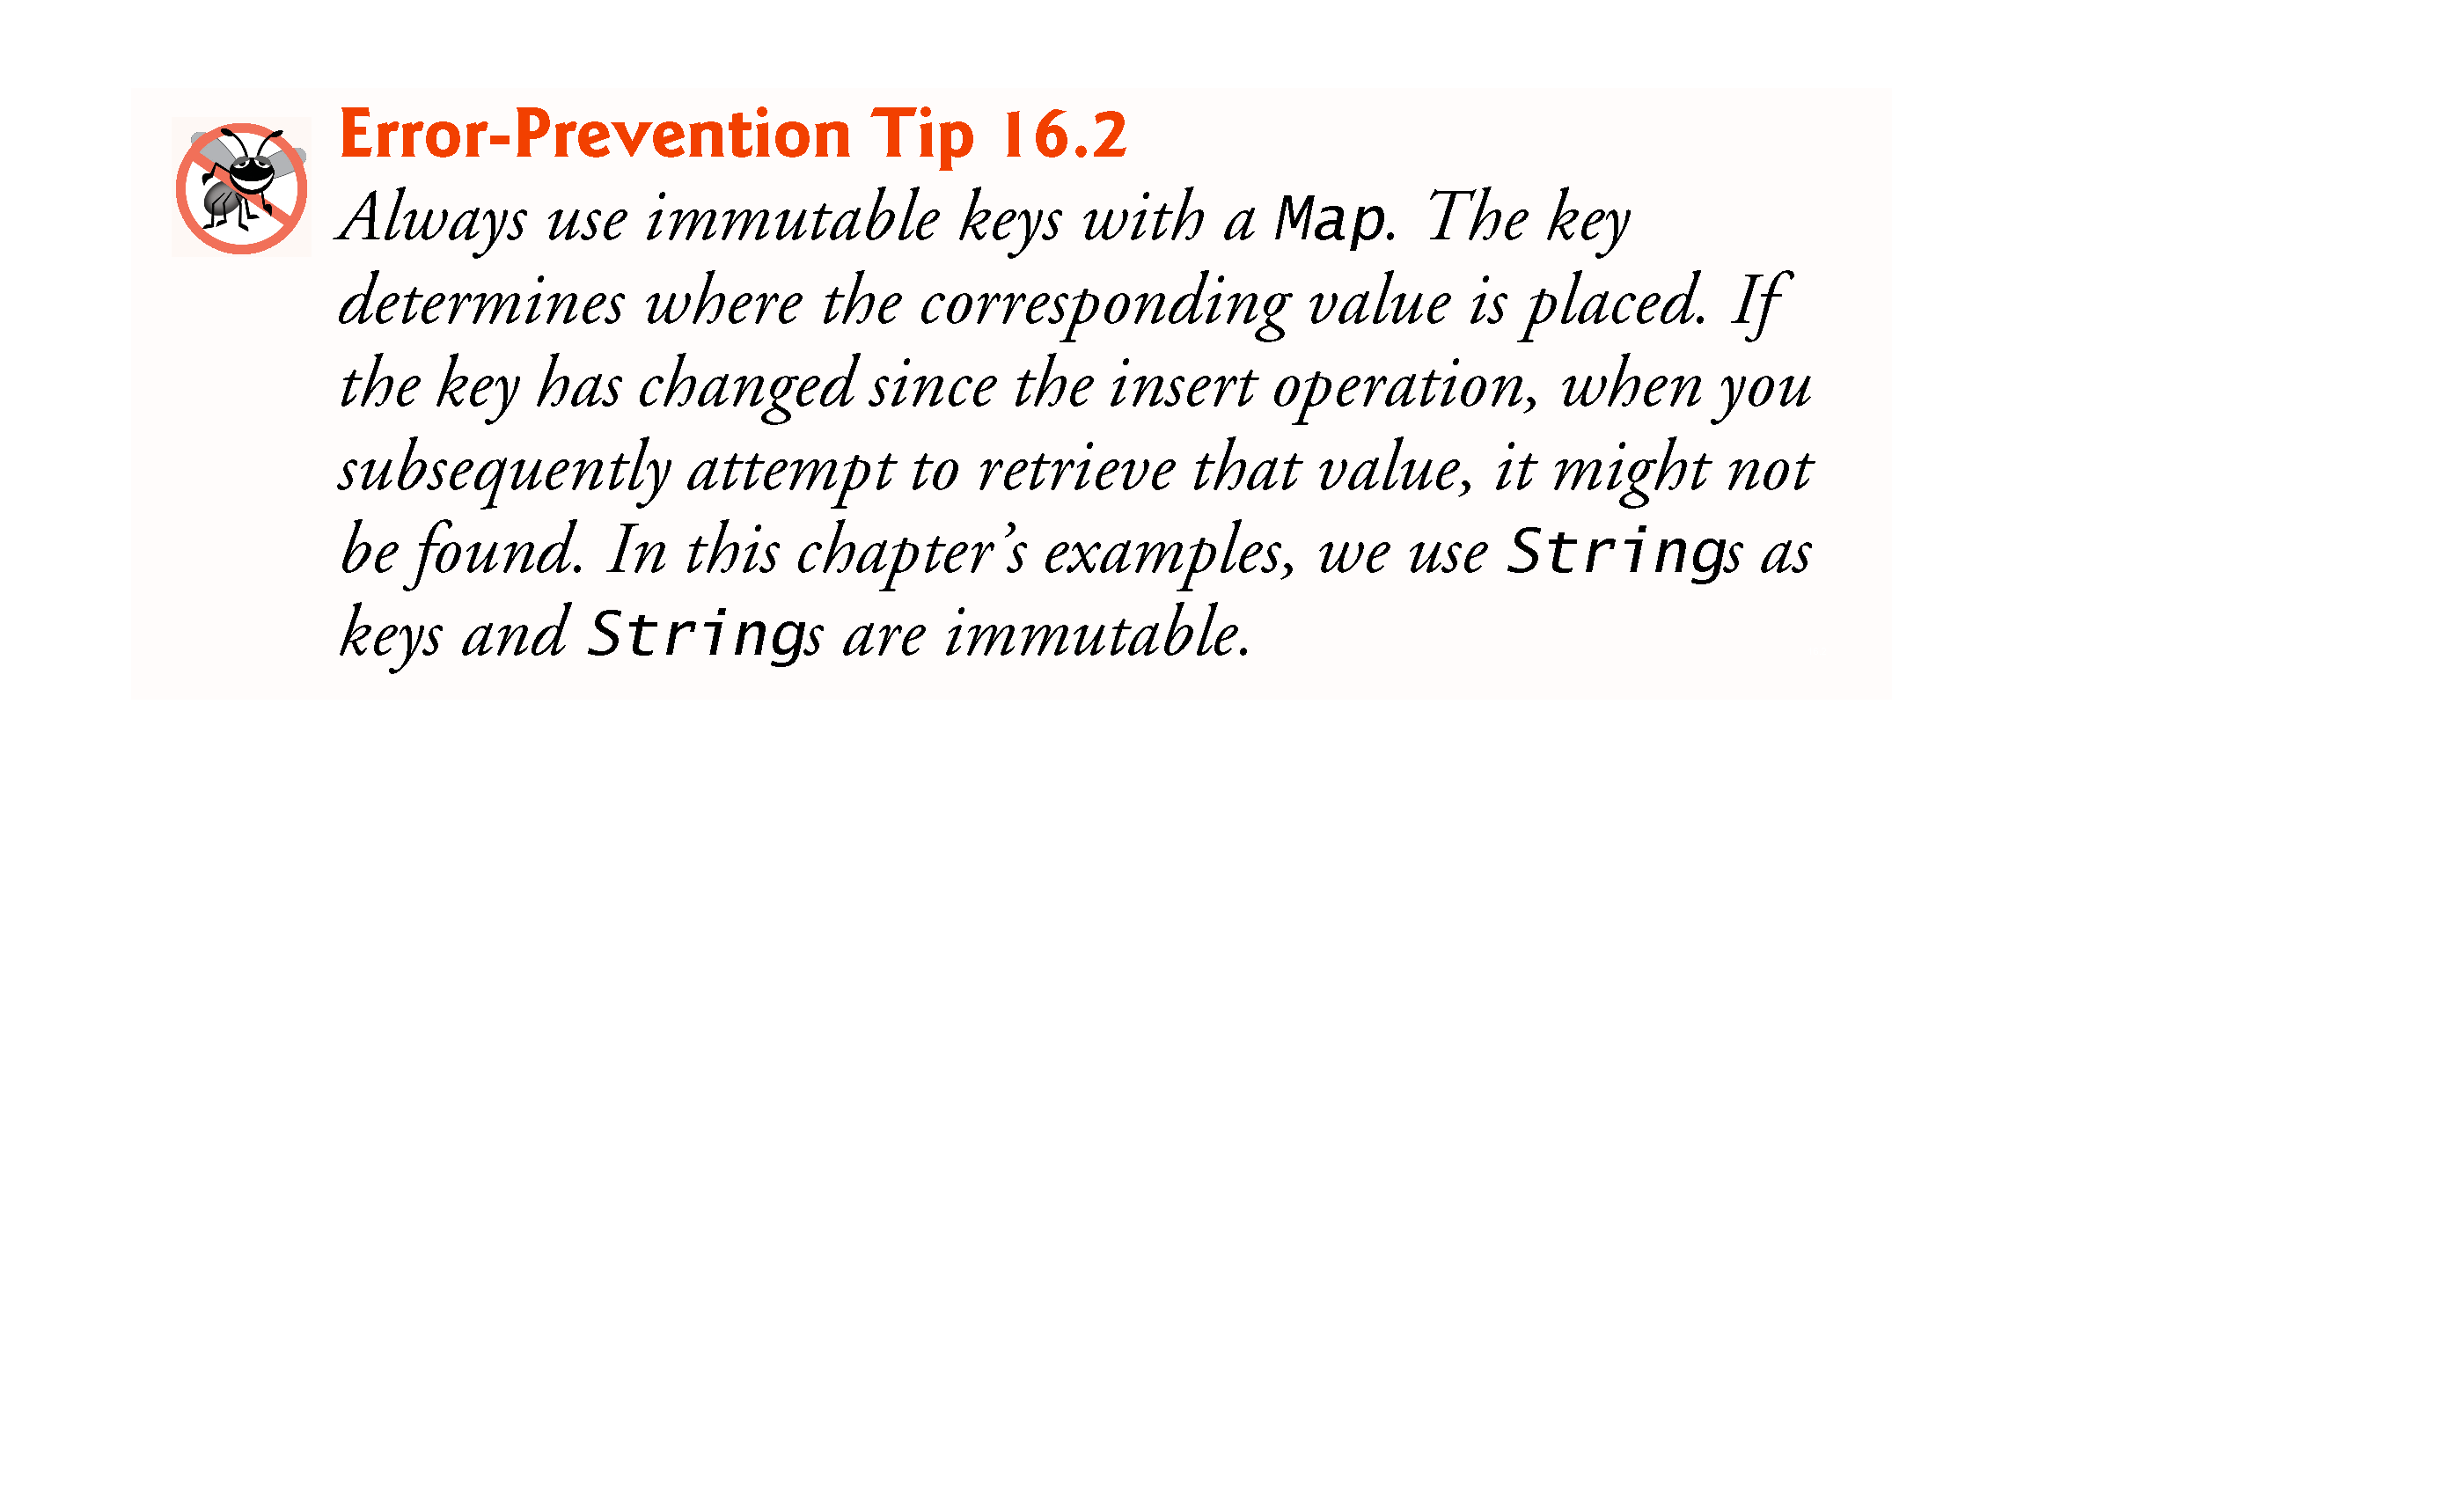 Error-Prevention Tip 16.2
Always use immutable keys with a Map. The key
determines where the corresponding value is placed. If
the key has changed since the insert operation, when you
subsequently attempt to retrieve that value, it might not
be found. In this chapter’s examples, we use Strings as
keys and Strings are immutable.